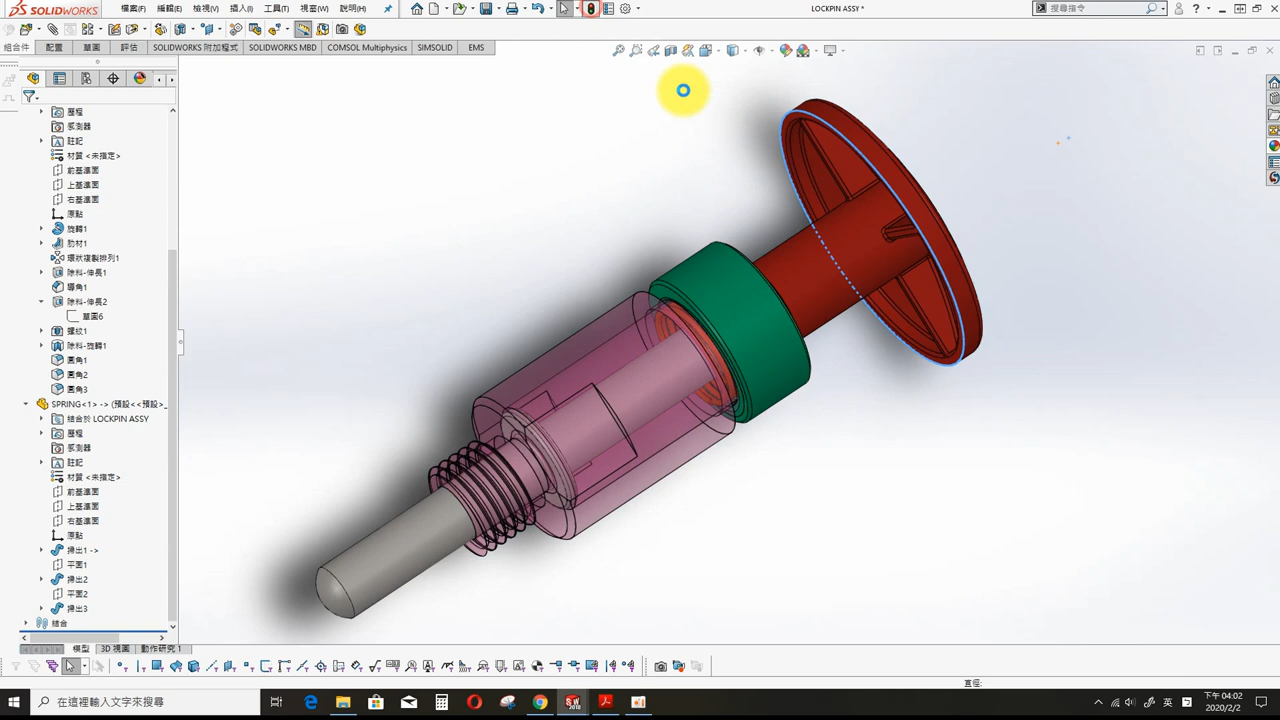 SOLIDWORKS
檔案(F)
編輯(E)
檢視(V)
插入(I)
工具(T)
視窗(W)
說明(H)
LOCKPIN ASSY *
搜尋指令
組合件
配置
草圖
評估
SOLIDWORKS 附加程式
SOLIDWORKS MBD
COMSOL Multiphysics
SIMSOLID
EMS
歷程
感測器
註記
材質 <未指定>
前基準面
上基準面
右基準面
原點
旋轉1
肋材1
環狀複製排列1
除料-伸長1
導角1
除料-伸長2
草圖6
螺紋1
除料-旋轉1
圓角1
圓角2
圓角3
SPRING<1> -> (預設<<預設>_
結合於 LOCKPIN ASSY
歷程
感測器
註記
材質 <未指定>
前基準面
上基準面
右基準面
原點
掃出1 ->
平面1
掃出2
平面2
掃出3
結合
模型
3D 視圖
動作研究 1
直徑:
在這裡輸入文字來搜尋
英
下午 04:02
2020/2/2